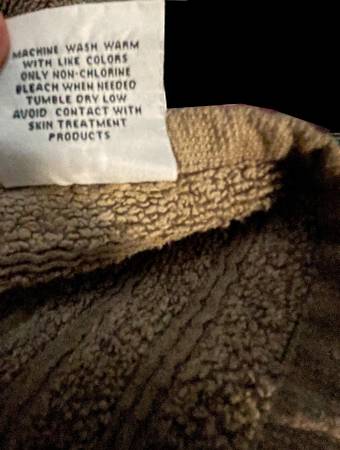 MACHINE WASH WARM
WITH LIKE COLORS
ONLY NON-CHLORINE
BLEACH WHEN NEEDED
TUMBLE DRY LOW
AVOID CONTACT WITH
SKIN TREATMENT
PRODUCTS